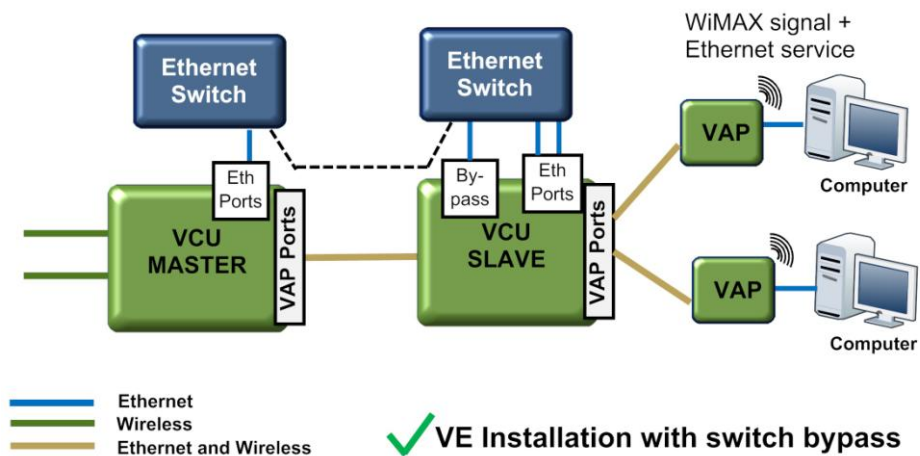 WiMAX signal +
Ethernet service
Ethernet
Switch
Ethernet
Switch
VAP
Eth
Ports
By-
pass
Eth
Ports
Computer
VCU
MASTER
VAP Ports
VCU
SLAVE
VAP Ports
VAP
Computer
Ethernet
Wireless
Ethernet and Wireless
VE Installation with switch bypass